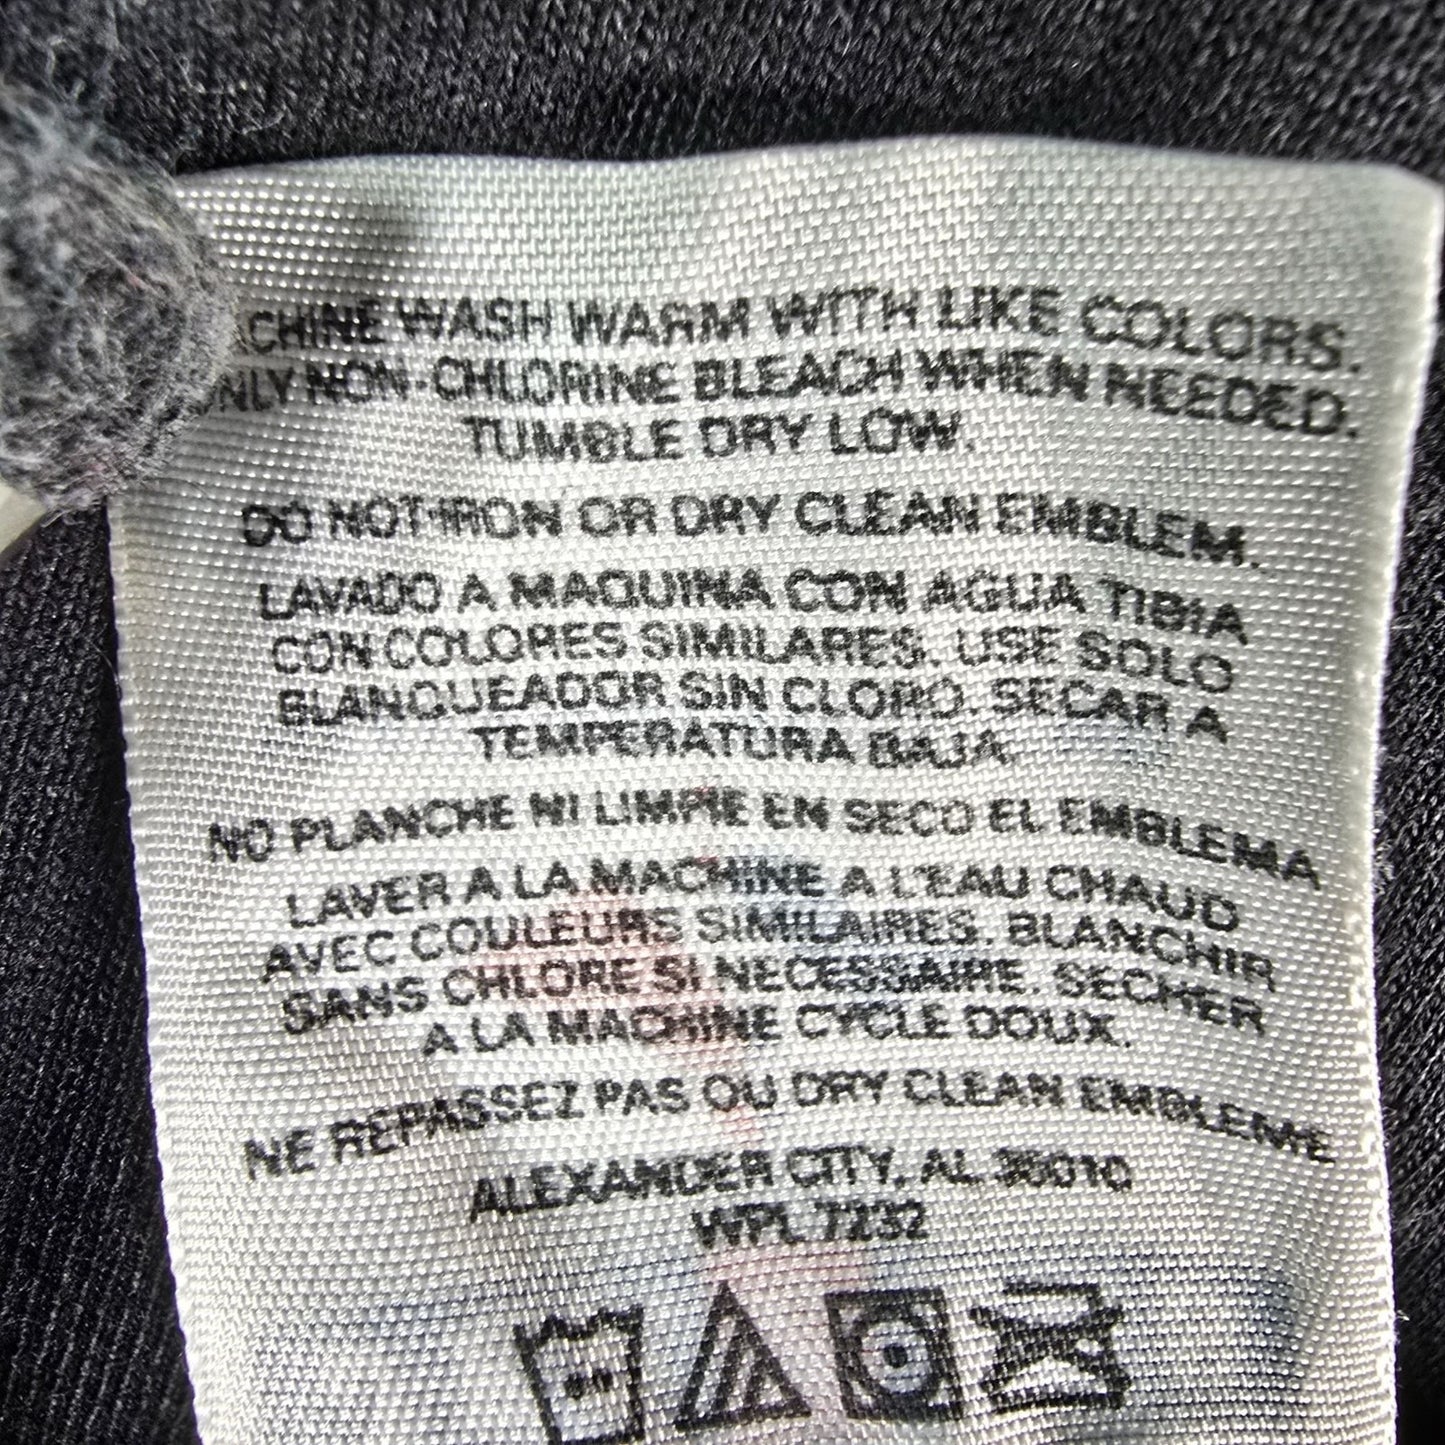 MACHINE WASH WARM WITH LIKE COLORS.
ONLY NON-CHLORINE BLEACH WHEN NEEDED.
TUMBLE DRY LOW.
DO NOT IRON OR DRY CLEAN EMBLEM.
LAVADO A MAQUINA CON AGUA TIBIA
CON COLORES SIMILARES. USE SOLO
BLANQUEADOR SIN CLORO. SECAR A
TEMPERATURA BAJA
NO PLANCHE NI LIMPIE EN SECO EL EMBLEMA
LAVER A LA MACHINE A L'EAU CHAUD
AVEC COULEURS SIMILAIRES. BLANCHIR
SANS CHLORE SI NECESSAIRE. SECHER
A LA MACHINE CYCLE DOUX.
NE REPASSEZ PAS OU DRY CLEAN EMBLEME
ALEXANDER CITY, AL 35010
WPL 7232